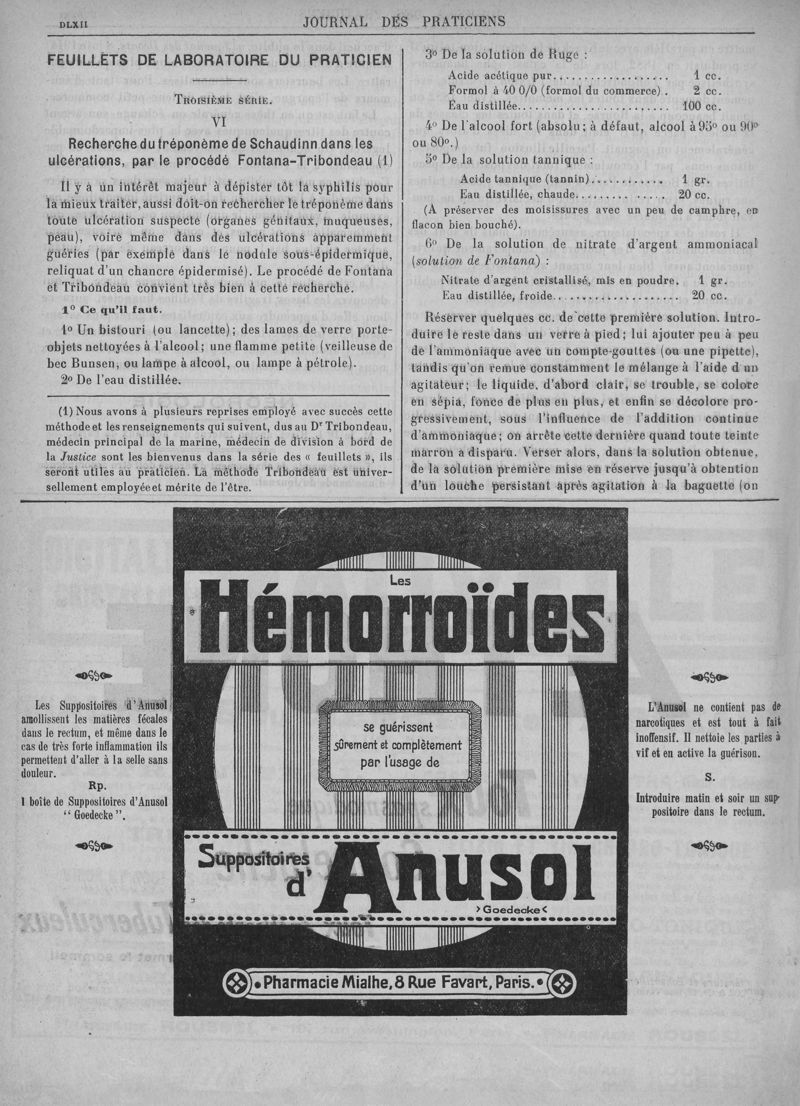 DLXII
JOURNAL DES PRATICIENS
FEUILLETS DE LABORATOIRE DU PRATICIEN
TROISIÈME SÉRIE.
VI
Recherche du tréponème de Schaudinn dans les
ulcérations, par le procédé Fontana-Tribondeau (1)
Il y a un intérêt majeur à dépister tôt la syphilis pour
la mieux traiter, aussi doit-on rechercher le tréponème dans
toute ulcération suspecte (organes génitaux, muqueuses,
peau), voire même dans des ulcérations apparemment
guéries (par exemple dans le nodule sous-épidermique,
reliquat d'un chancre épidermisé). Le procédé de Fontana
et Tribondeau convient très bien à cette recherche.
1° Ce qu'il faut.
1° Un bistouri (ou lancette); des lames de verre porte-
objets nettoyées à l'alcool; une flamme petite (veilleuse de
bec Bunsen, ou lampe à alcool, ou lampe à pétrole).
2° De l'eau distillée.
(1) Nous avons à plusieurs reprises employé avec succès cette
méthode et les renseignements qui suivent, dus au Dr Tribondeau,
médecin principal de la marine, médecin de division à bord de
la Justice sont les bienvenus dans la série des « feuillets », ils
seront utiles au praticien. La méthode Tribondeau est univer-
sellement employée et mérite de l'être.
3° De la solution de Ruge :
Acide acétique pur.................... 1 cc.
Formol à 40 0/0 (formol du commerce) . 2 cc.
Eau distillée.......................... 100 cc.
4° De l'alcool fort (absolu; à défaut, alcool à 95° ou 90°
ou 80°.)
5° De la solution tannique :
Acide tannique (tannin)............ 1 gr.
Eau distillée, chaude............... 20 cc.
(A préserver des moisissures avec un peu de camphre, en
flacon bien bouché).
6° De la solution de nitrate d'argent ammoniacal
(solution de Fontana) :
Nitrate d'argent cristallisé, mis en poudre. 1 gr.
Eau distillée, froide...................... 20 cc.
Réserver quelques cc. de cette première solution. Intro-
duire le reste dans un verre à pied; lui ajouter peu à peu
de l'ammoniaque avec un compte-gouttes (ou une pipette),
tandis qu'on remue constamment le mélange à l'aide d'un
agitateur; le liquide, d'abord clair, se trouble, se colore
en sépia, fonce de plus en plus, et enfin se décolore pro-
gressivement, sous l'influence de l'addition continue
d'ammoniaque; on arrête cette dernière quand toute teinte
marron a disparu. Verser alors, dans la solution obtenue,
de la solution première mise en réserve jusqu'à obtention
d'un louche persistant après agitation à la baguette (on
Les Suppositoires d'Anusol
amollissent les matières fécales
dans le rectum, et même dans le
cas de très forte inflammation ils
permettent d'aller à la selle sans
douleur.
Rp.
1 boîte de Suppositoires d'Anusol
" Goedecke ".
Les
Hémorroïdes
se guérissent
sûrement et complètement
par l'usage de
Suppositoires
d'Anusol
>Goedecke<
Pharmacie Mialhe, 8 Rue Favart, Paris.
L'Anusol ne contient pas de
narcotiques et est tout à fait
inoffensif. Il nettoie les parties à
vif et en active la guérison.
S.
Introduire matin et soir un sup-
positoire dans le rectum.